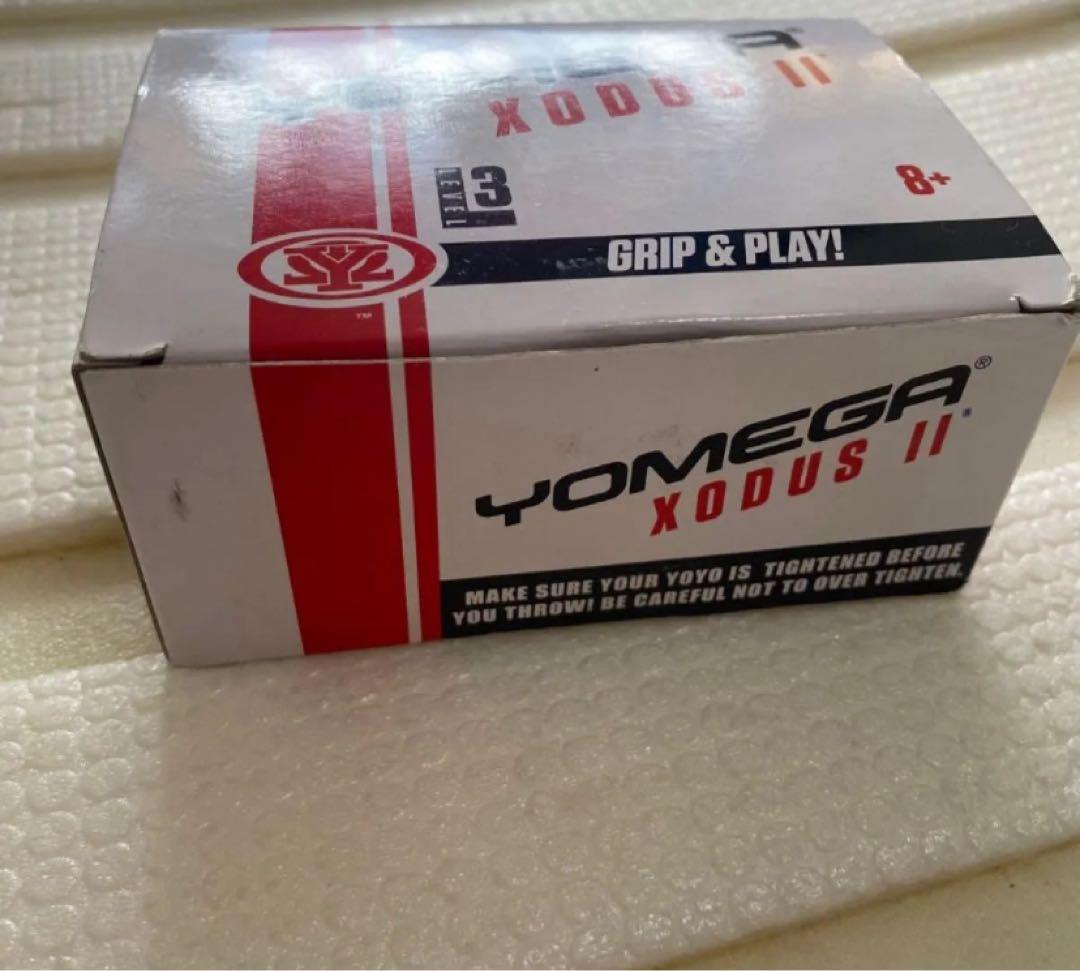 XODUS II
LEVEL 3
8+
GRIP & PLAY!
TM
YOMEGA®
XODUS II
MAKE SURE YOUR YOYO IS TIGHTENED BEFORE
YOU THROW! BE CAREFUL NOT TO OVER TIGHTEN.